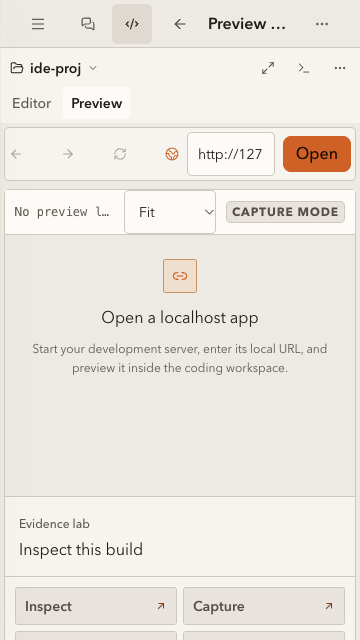 Preview ...
ide-proj
Editor
Preview
http://127
Open
No preview l…
Fit
CAPTURE MODE
Open a localhost app
Start your development server, enter its local URL, and
preview it inside the coding workspace.
Evidence lab
Inspect this build
Inspect
Capture